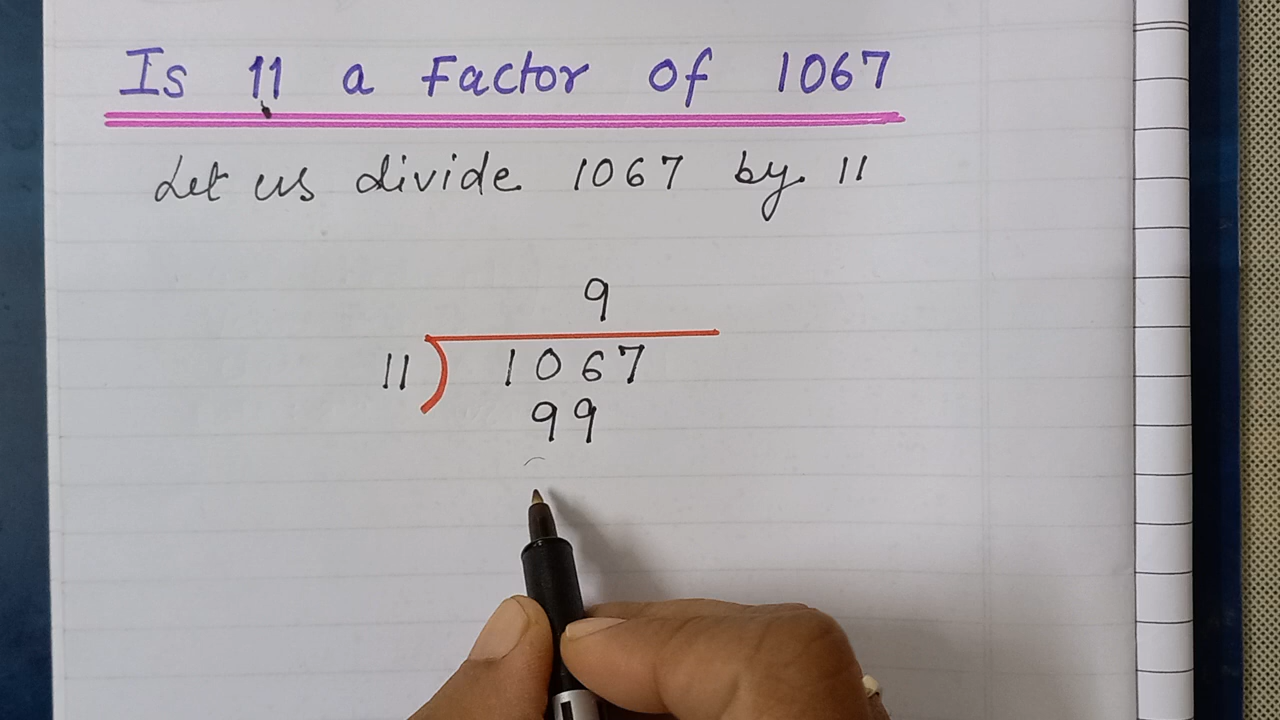 Is 11 a Factor of 1067
Let us divide 1067 by 11
9
11) 1067
99